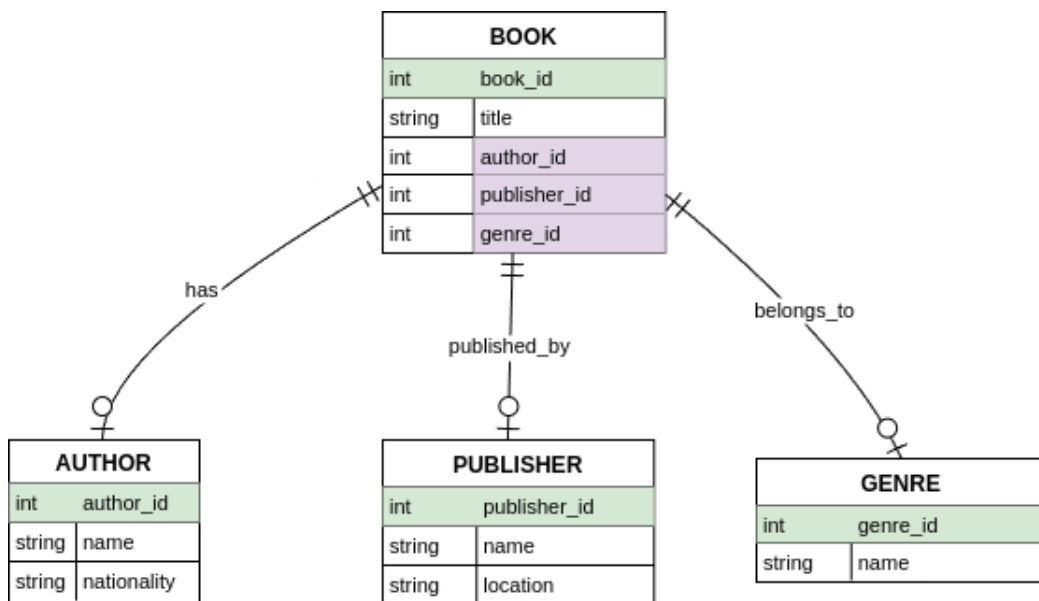 BOOK
int book_id
string title
int author_id
int publisher_id
int genre_id
has
published_by
belongs_to
AUTHOR
int author_id
string name
string nationality
PUBLISHER
int publisher_id
string name
string location
GENRE
int genre_id
string name